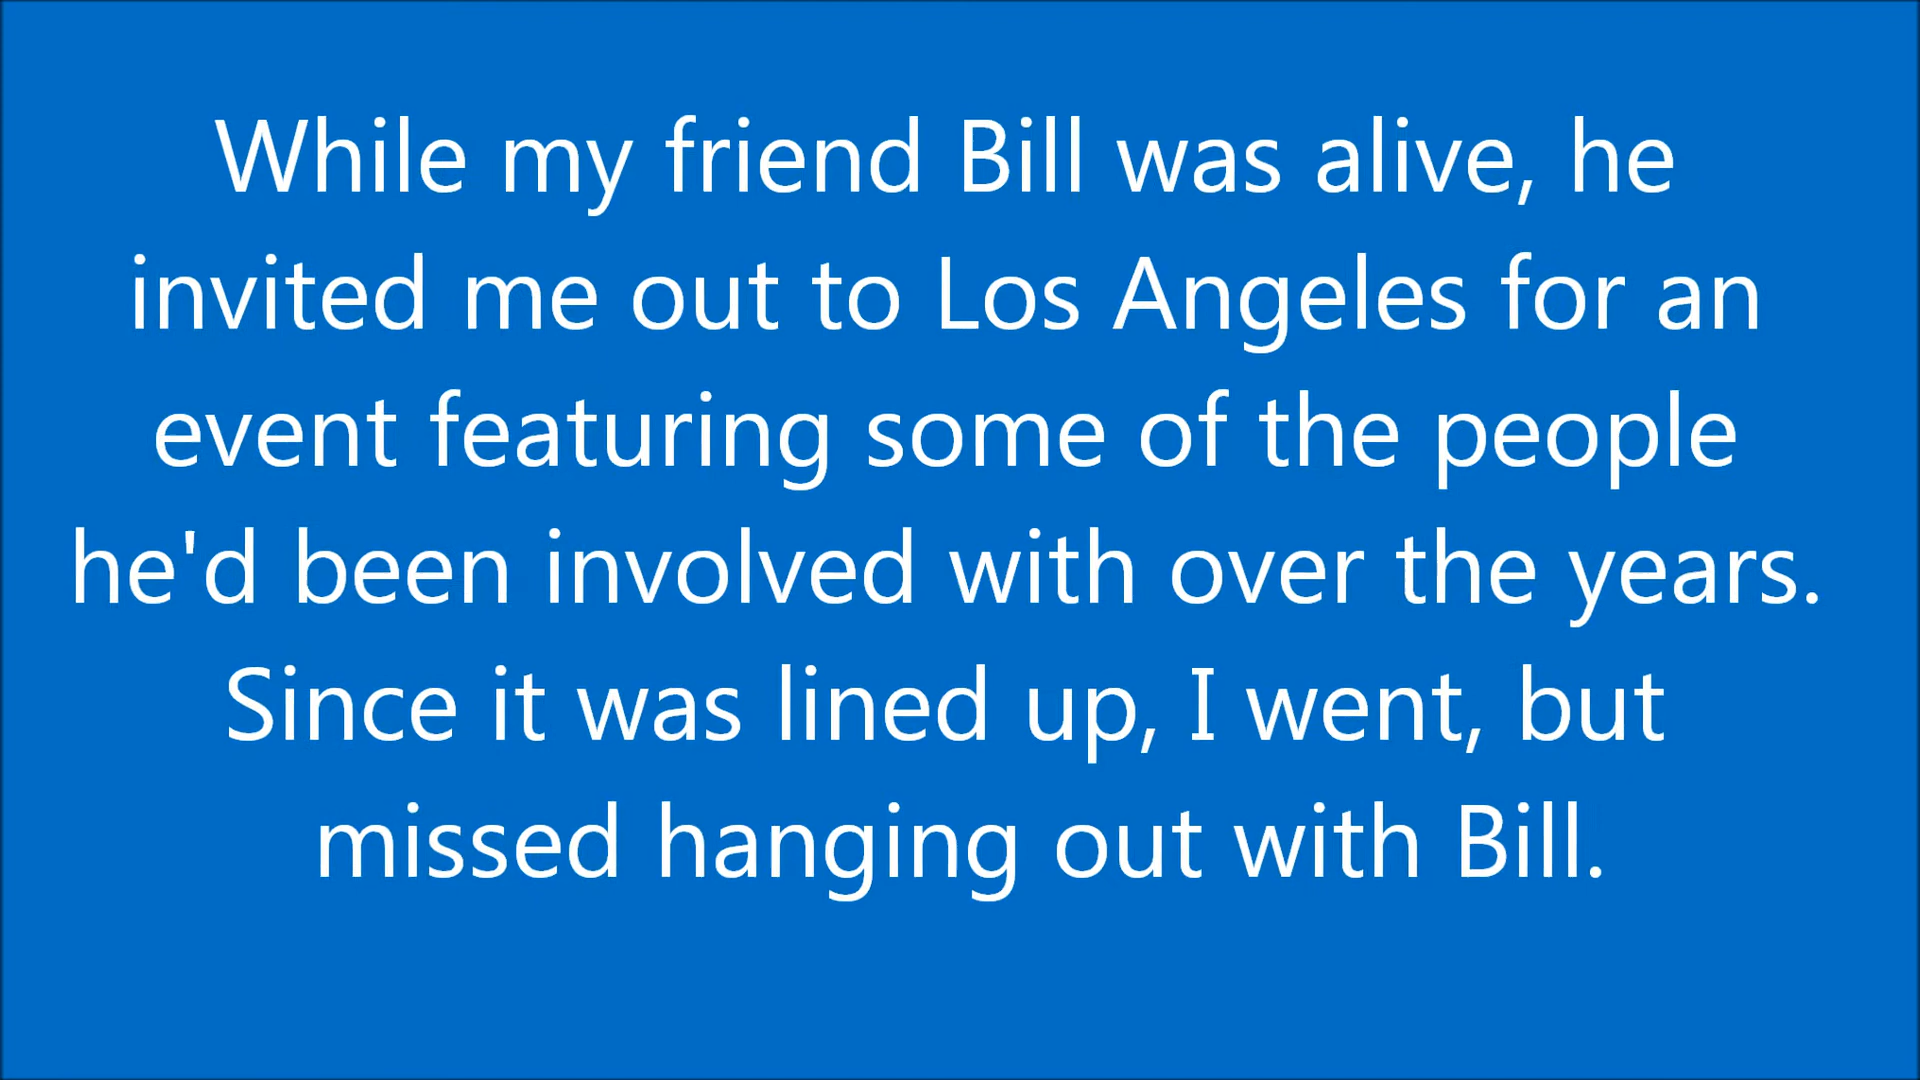 While my friend Bill was alive, he
invited me out to Los Angeles for an
event featuring some of the people
he'd been involved with over the years.
Since it was lined up, I went, but
missed hanging out with Bill.